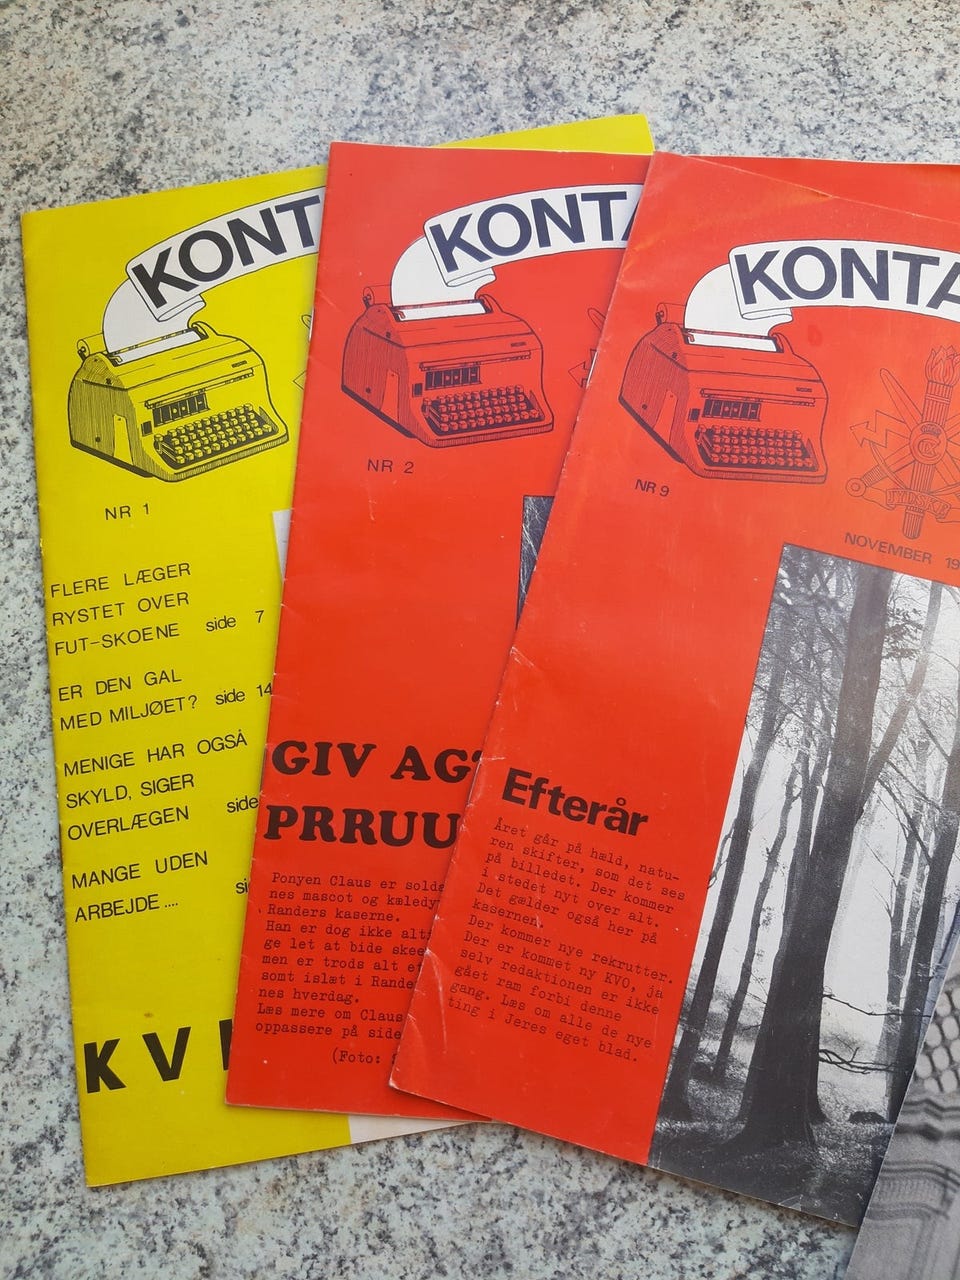 KONT
NR 1
FLERE LÆGER
RYSTET OVER
FUT-SKOENE side 7
ER DEN GAL
MED MILJØET? side 14
MENIGE HAR OGSÅ
SKYLD, SIGER
OVERLÆGEN side
MANGE UDEN
ARBEJDE ....
KV
KONTA
NR 2
GIV AG
PRRUU
Ponyen Claus er solda
nes mascot og kæledy
Randers kaserne.
Han er dog ikke alti
ge let at bide skee
men er trods alt et
somt islæt i Rande
nes hverdag.
Læs mere om Claus
oppassere på side
(Foto:
KONTA
NR 9
JYDSKE
NOVEMBER 19
Efterår
Året går på hæld, natu-
ren skifter, som det ses
på billedet. Der kommer
i stedet nyt over alt.
Det gælder også her på
kasernen.
Der kommer nye rekrutter.
Der er kommet ny KVO, ja
selv redaktionen er ikke
gået ram forbi denne
gang. Læs om alle de nye
ting i Jeres eget blad.